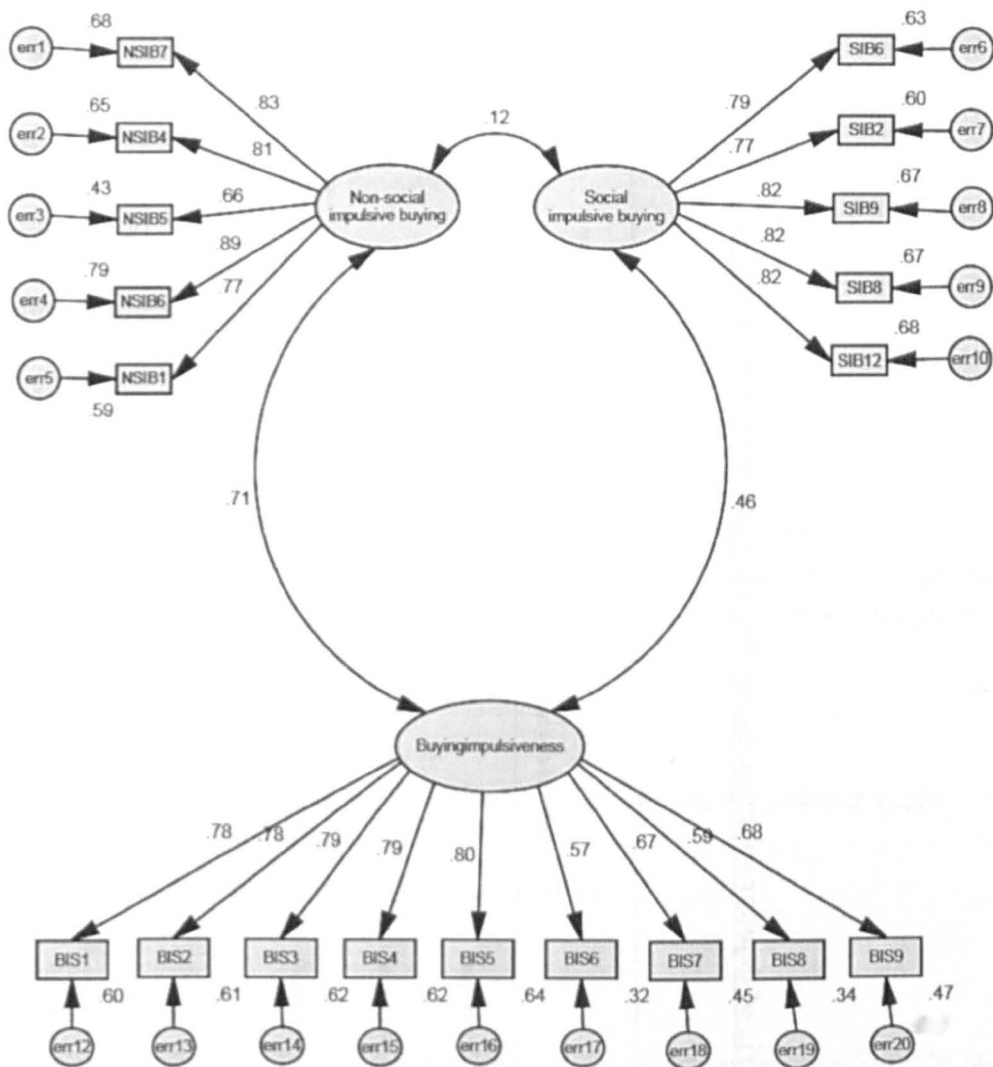 .68
err1
NSIB7
.65
err2
NSIB4
.43
err3
NSIB5
.79
err4
NSIB6
err5
NSIB1
.59
.83
.81
.66
.89
.77
Non-social
impulsive buying
.12
Social
impulsive buying
.79
.77
.82
.82
.82
.63
SIB6
err6
.60
SIB2
err7
.67
SIB9
err8
.67
SIB8
err9
.68
SIB12
err10
.71
.46
Buyingimpulsiveness
.78
.78
.79
.79
.80
.57
.67
.59
.68
BIS1
BIS2
BIS3
BIS4
BIS5
BIS6
BIS7
BIS8
BIS9
.60
.61
.62
.62
.64
.32
.45
.34
.47
err12
err13
err14
err15
err16
err17
err18
err19
err20